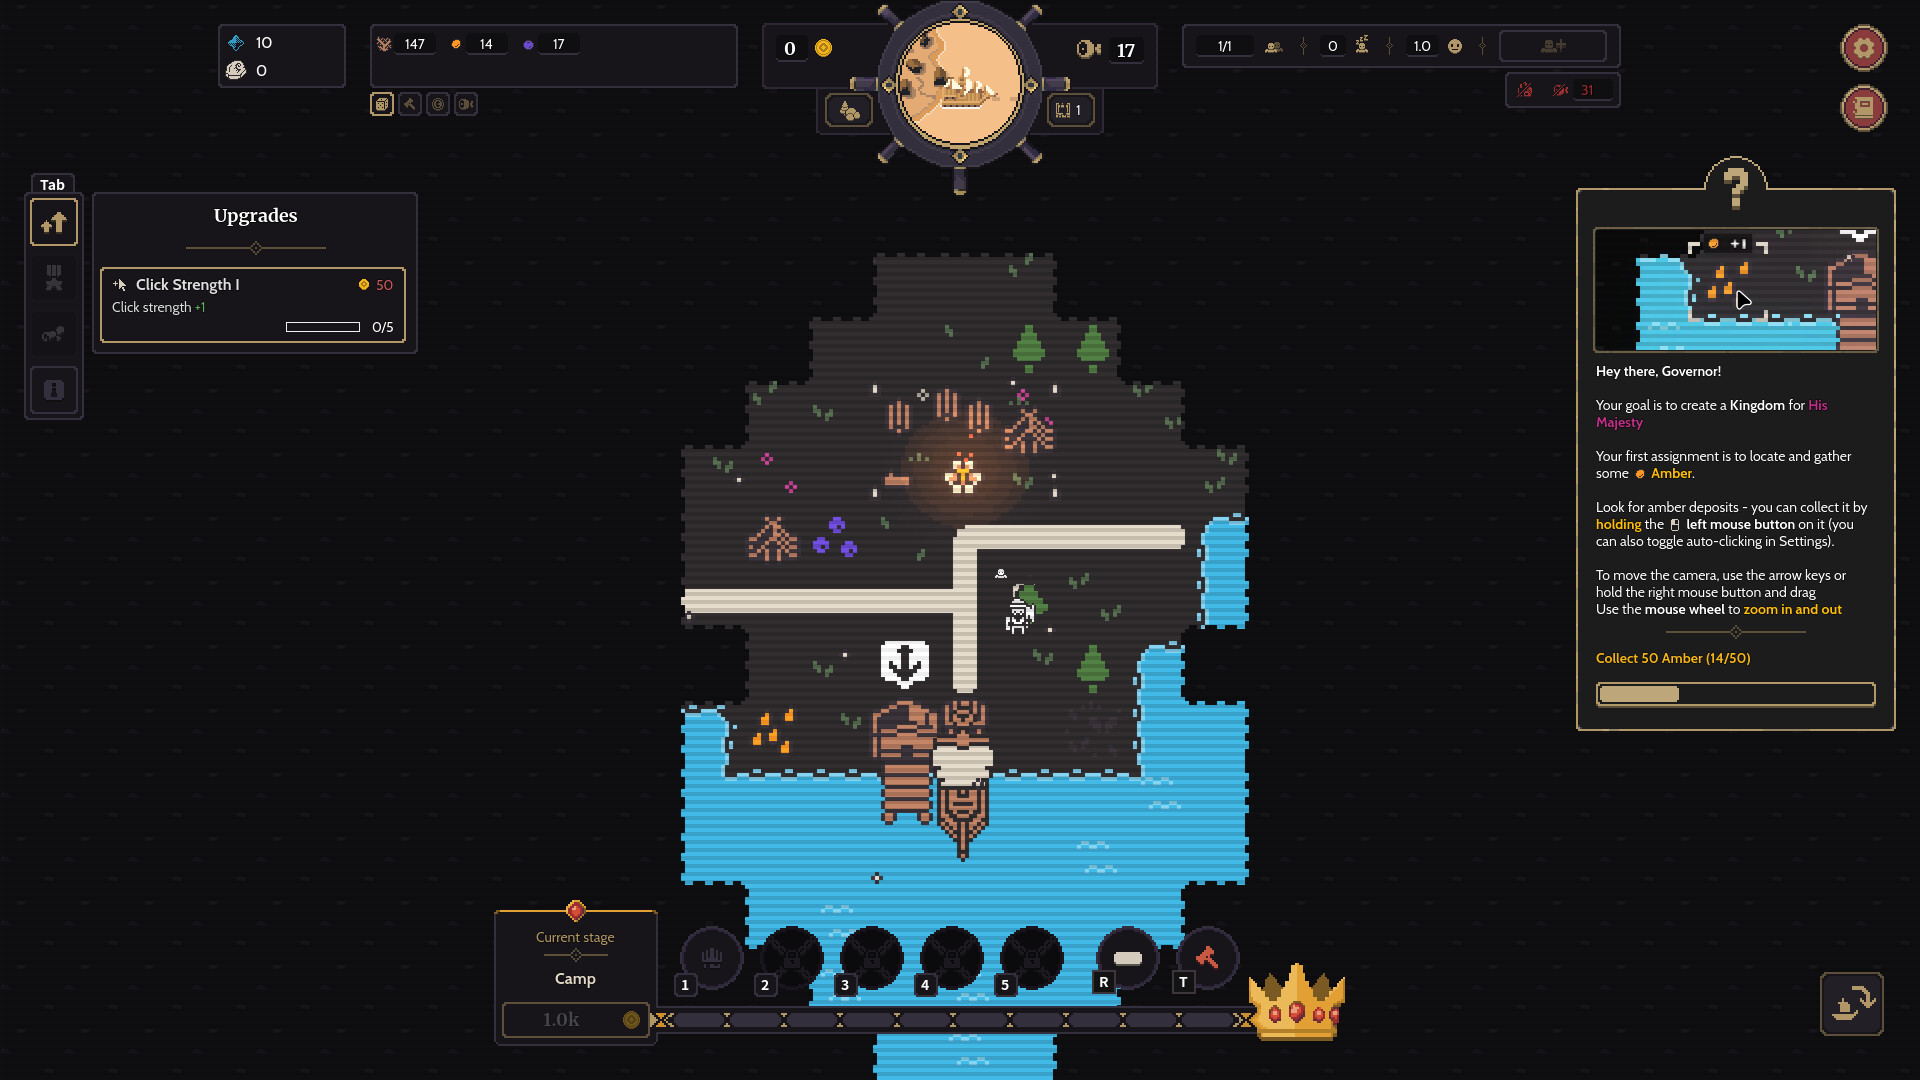 10
0
147
14
17
0
17
1
1/1
0
1.0
31
Tab
Upgrades
Click Strength I
50
Click strength +1
0/5
+1
Hey there, Governor!
Your goal is to create a Kingdom for His
Majesty
Your first assignment is to locate and gather
some Amber.
Look for amber deposits - you can collect it by
holding the left mouse button on it (you
can also toggle auto-clicking in Settings).
To move the camera, use the arrow keys or
hold the right mouse button and drag
Use the mouse wheel to zoom in and out
Collect 50 Amber (14/50)
Current stage
Camp
1.0k
1
2
3
4
5
R
T